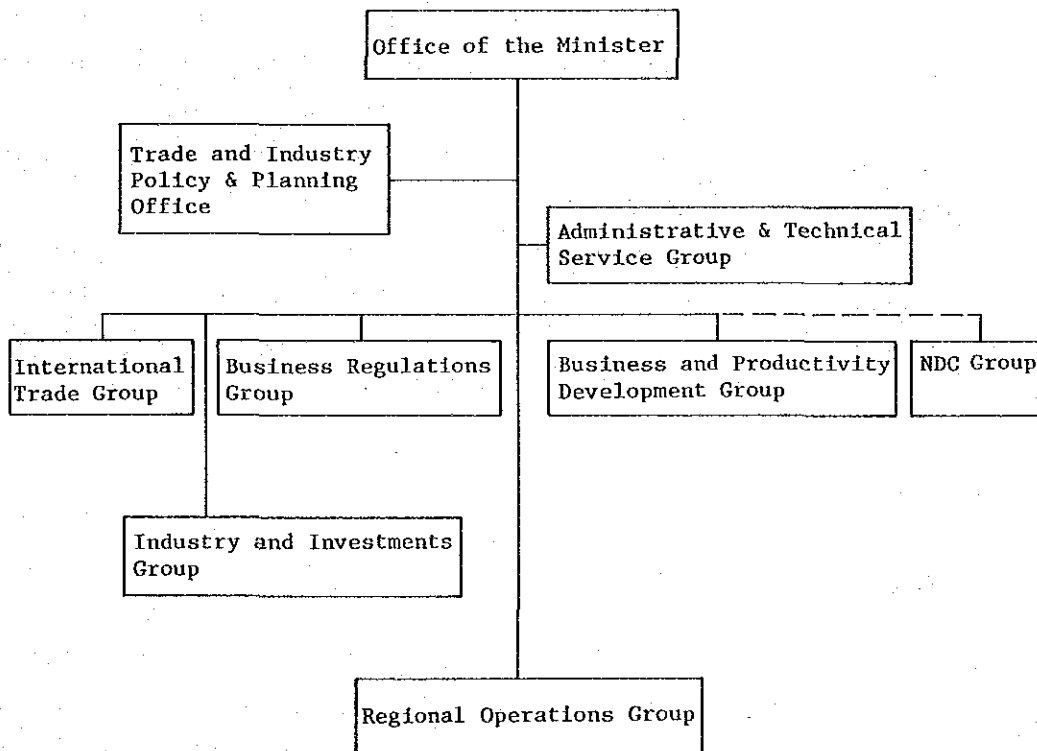 Office of the Minister
Trade and Industry
Policy & Planning
Office
Administrative & Technical
Service Group
International
Trade Group
Business Regulations
Group
Business and Productivity
Development Group
NDC Group
Industry and Investments
Group
Regional Operations Group